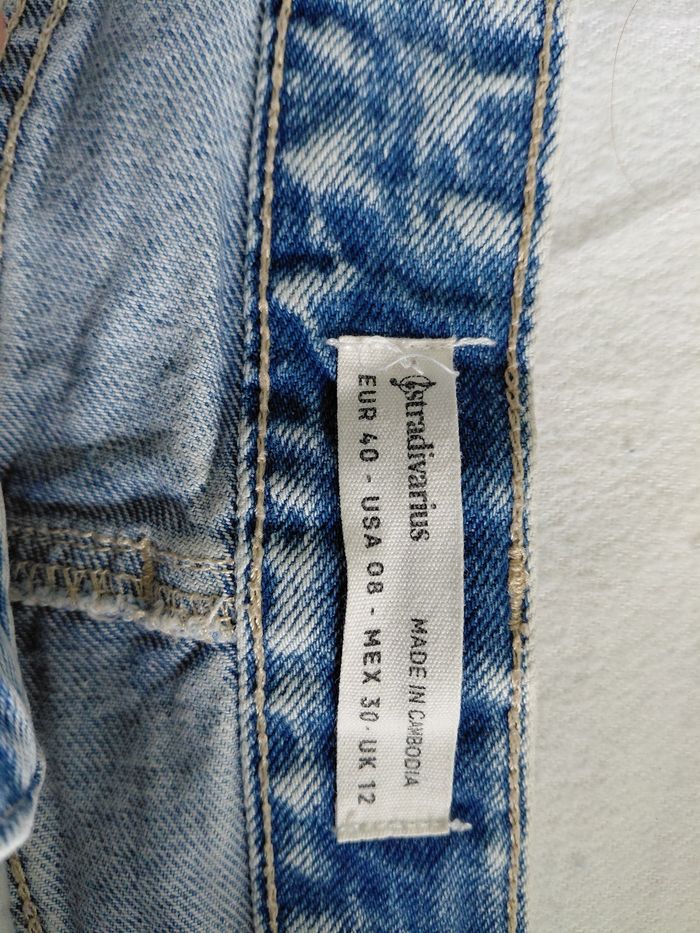 stradivarius MADE IN CAMBODIA
EUR 40 - USA 08 - MEX 30 - UK 12